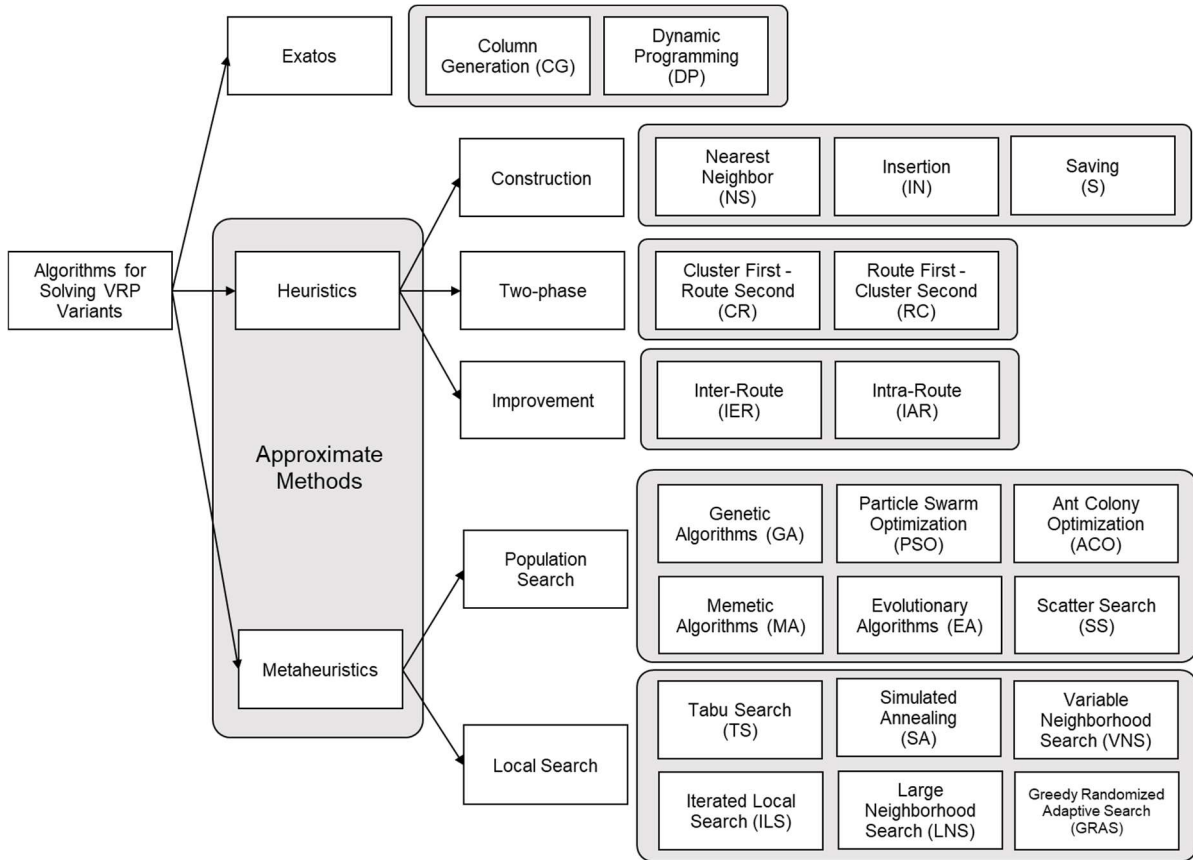 Exatos
Column
Generation (CG)
Dynamic
Programming
(DP)
Construction
Nearest
Neighbor
(NS)
Insertion
(IN)
Saving
(S)
Algorithms for
Solving VRP
Variants
Heuristics
Two-phase
Cluster First -
Route Second
(CR)
Route First -
Cluster Second
(RC)
Improvement
Inter-Route
(IER)
Intra-Route
(IAR)
Approximate
Methods
Population
Search
Genetic
Algorithms (GA)
Particle Swarm
Optimization
(PSO)
Ant Colony
Optimization
(ACO)
Memetic
Algorithms (MA)
Evolutionary
Algorithms (EA)
Scatter Search
(SS)
Metaheuristics
Local Search
Tabu Search
(TS)
Simulated
Annealing
(SA)
Variable
Neighborhood
Search (VNS)
Iterated Local
Search (ILS)
Large
Neighborhood
Search (LNS)
Greedy Randomized
Adaptive Search
(GRAS)